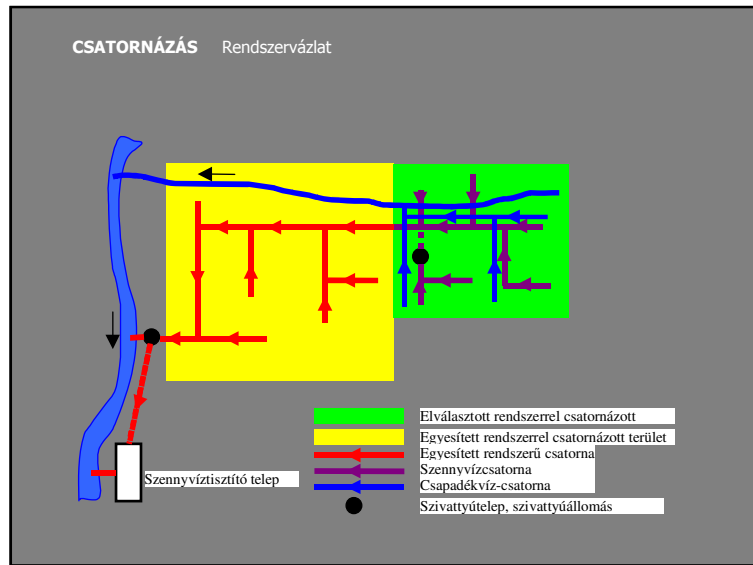 CSATORNÁZÁS Rendszervázlat
Elválasztott rendszerrel csatornázott
Egyesített rendszerrel csatornázott terület
Egyesített rendszerű csatorna
Szennyvízcsatorna
Csapadékvíz-csatorna
Szivattyútelep, szivattyúállomás
Szennyvíztisztító telep